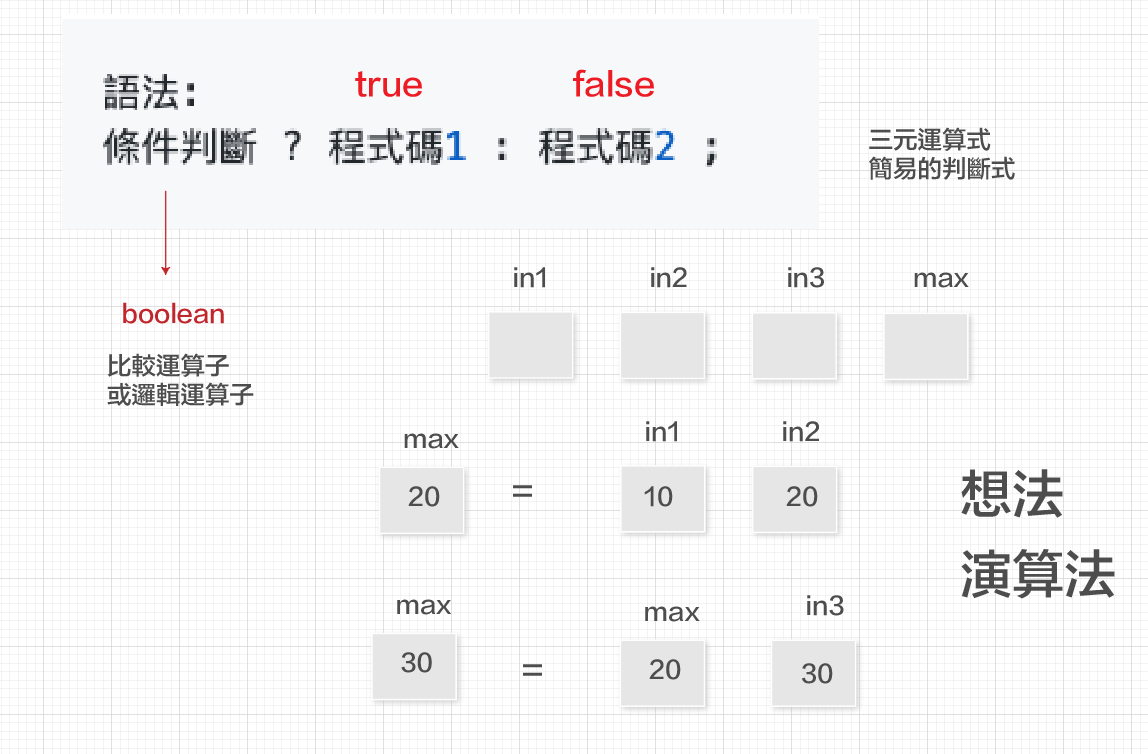 語法:
true false
條件判斷 ? 程式碼1 : 程式碼2 ;
三元運算式
簡易的判斷式
boolean
比較運算子
或邏輯運算子
in1 in2 in3 max
max in1 in2
20 = 10 20
想法
演算法
max max in3
30 = 20 30